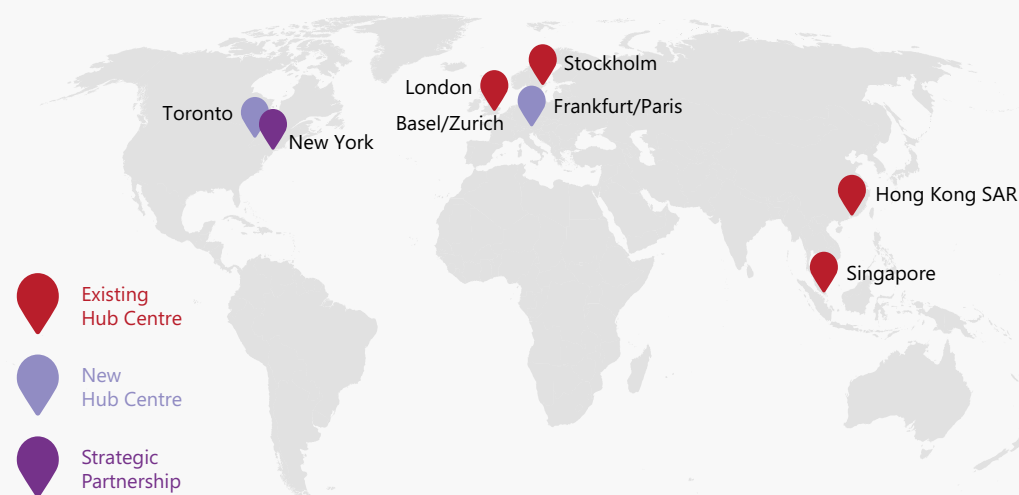 Stockholm
London
Frankfurt/Paris
Toronto
Basel/Zurich
New York
Hong Kong SAR
Singapore
Existing
Hub Centre
New
Hub Centre
Strategic
Partnership